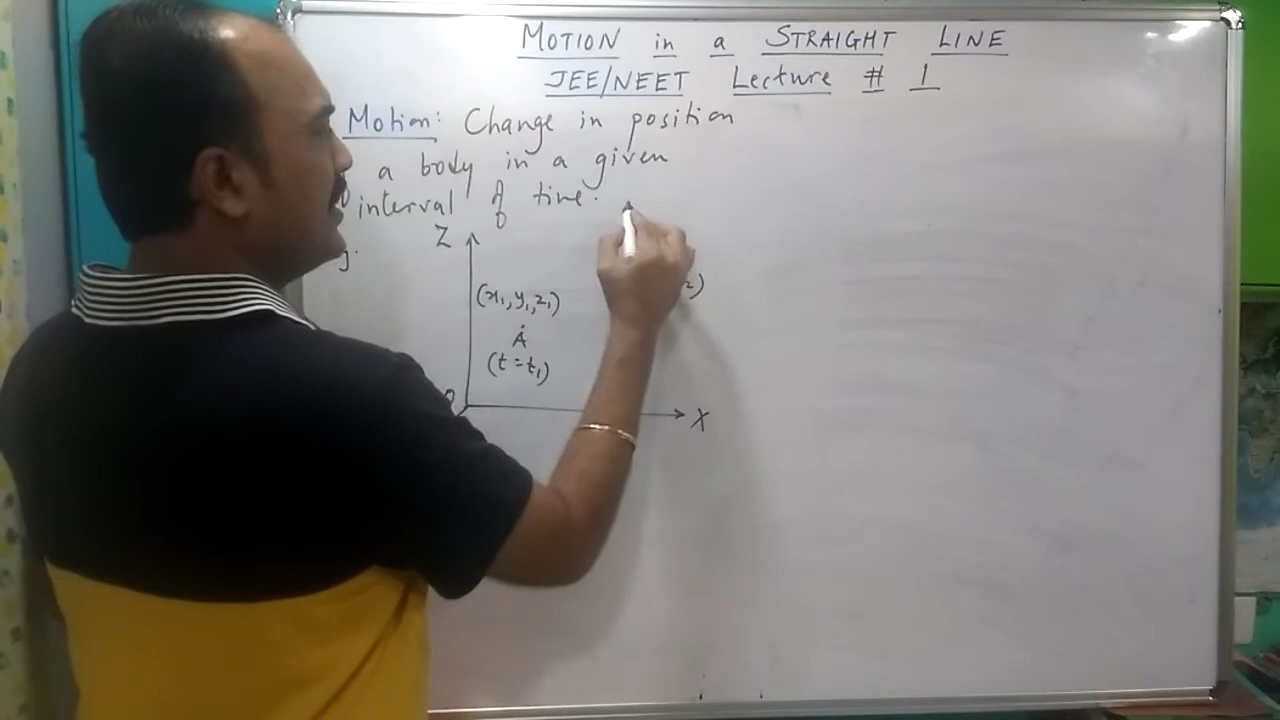 MOTION in a STRAIGHT LINE
JEE/NEET Lecture # 1
Motion: Change in position
a body in a given
interval of time.
Z
(x₁, y₁, z₁)
A
(t = t₁)
X